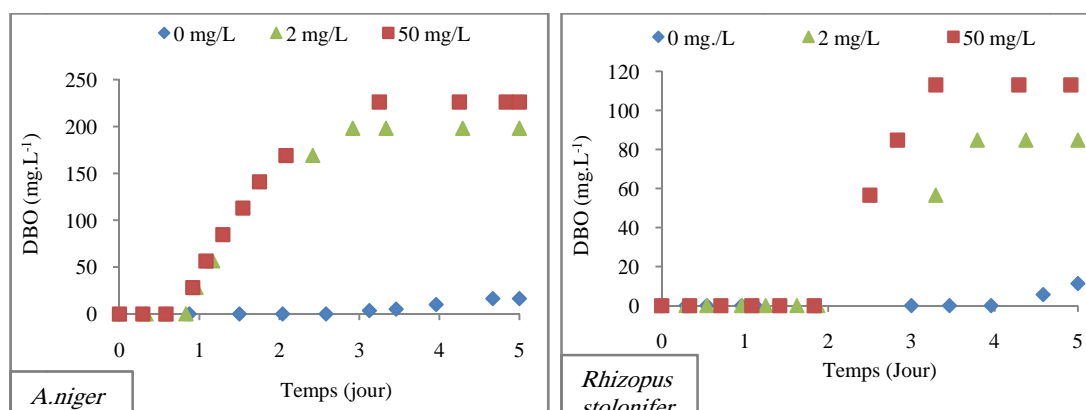 0 mg/L 2 mg/L 50 mg/L
250
200
150
100
50
0
DBO (mg.L-1)
0 1 2 3 4 5
Temps (jour)
A.niger
0 mg./L 2 mg/L 50 mg/L
120
100
80
60
40
20
0
DBO (mg.L-1)
0 1 2 3 4 5
Temps (Jour)
Rhizopus
stolonifer